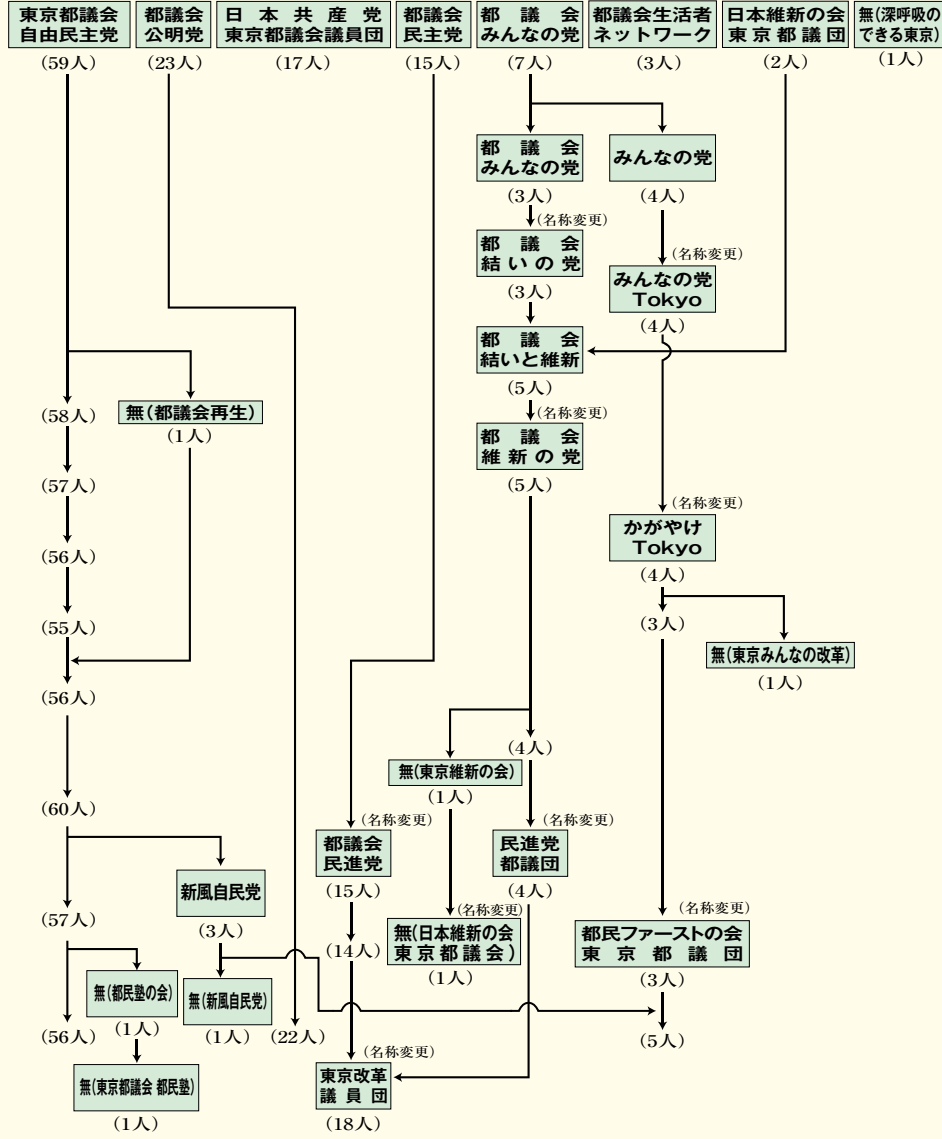 東京都議会
自由民主党
(59人)
都議会
公明党
(23人)
日本共産党
東京都議会議員団
(17人)
都議会
民主党
(15人)
都議会
みんなの党
(7人)
都議会生活者
ネットワーク
(3人)
日本維新の会
東京都議団
(2人)
無(深呼吸の
できる東京)
(1人)
都議会
みんなの党
(3人)
みんなの党
(4人)
(名称変更)
都議会
結いの党
(3人)
(名称変更)
みんなの党
Tokyo
(4人)
都議会
結いと維新
(5人)
(58人)
無(都議会再生)
(1人)
(名称変更)
都議会
維新の党
(5人)
(57人)
(名称変更)
かがやけ
Tokyo
(4人)
(56人)
(55人)
(3人)
無(東京みんなの改革)
(1人)
(56人)
(4人)
無(東京維新の会)
(1人)
(60人)
(名称変更)
都議会
民進党
(15人)
(名称変更)
民進党
都議団
(4人)
新風自民党
(3人)
(57人)
(14人)
(名称変更)
無(日本維新の会
東京都議会)
(1人)
(名称変更)
都民ファーストの会
東京都議団
(3人)
無(都民塾の会)
(1人)
無(新風自民党)
(1人)
(56人)
(22人)
(5人)
(名称変更)
東京改革
議員団
(18人)
無(東京都議会 都民塾)
(1人)